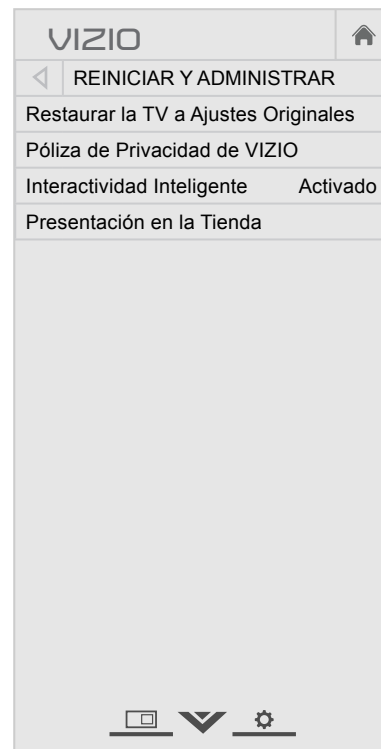 VIZIO
REINICIAR Y ADMINISTRAR
Restaurar la TV a Ajustes Originales
Póliza de Privacidad de VIZIO
Interactividad Inteligente Activado
Presentación en la Tienda